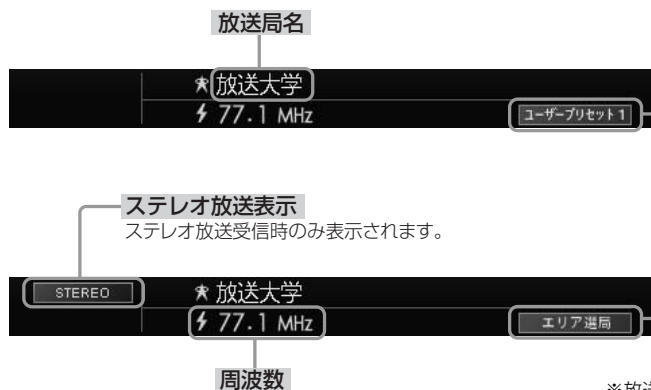 放送局名
放送大学
77.1 MHz
ユーザープリセット1
ステレオ放送表示
ステレオ放送受信時のみ表示されます。
STEREO
放送大学
77.1 MHz
エリア選局
周波数
※放送